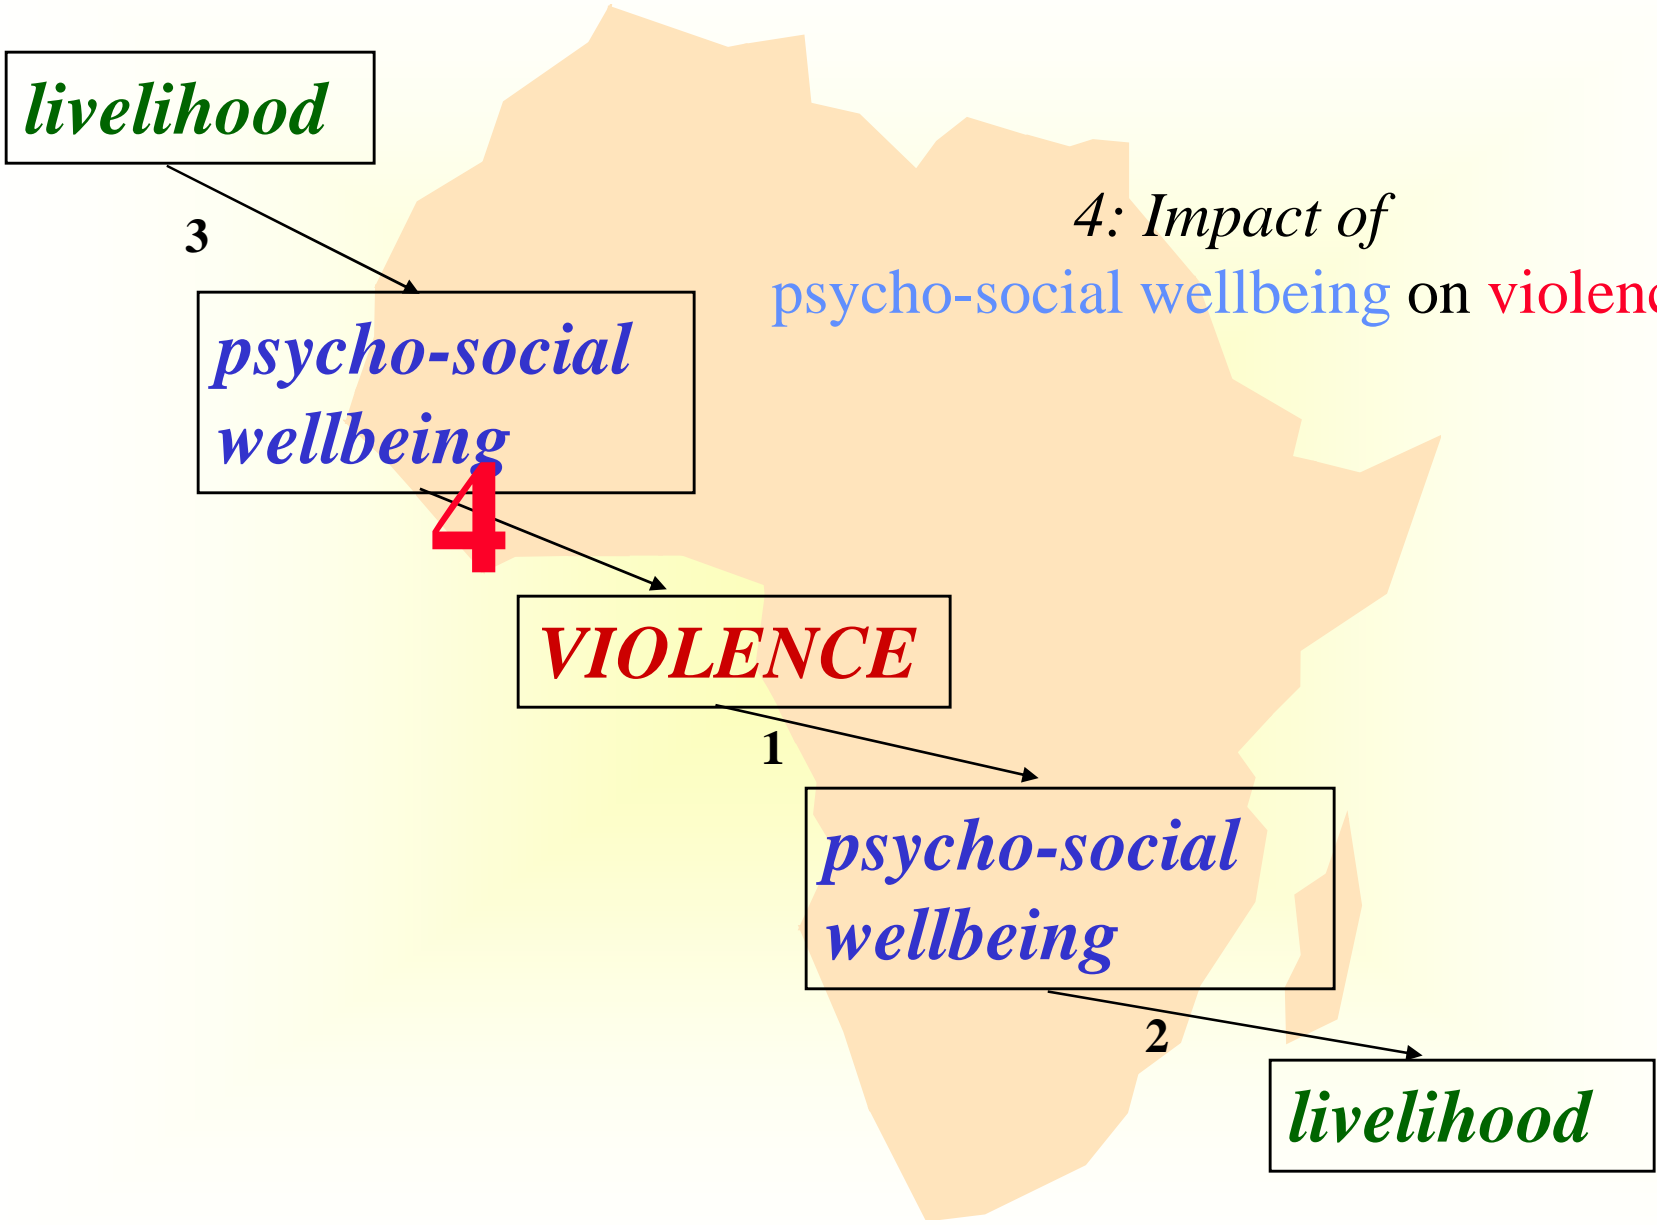 livelihood
3
4: Impact of
psycho-social wellbeing on violenc
psycho-social
wellbeing
4
VIOLENCE
1
psycho-social
wellbeing
2
livelihood